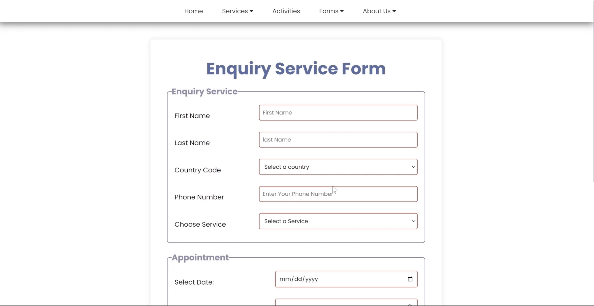 Home Services Activities Forms About Us
Enquiry Service Form
Enquiry Service
First Name First Name
Last Name last Name
Country Code Select a country
Phone Number Enter Your Phone Number
Choose Service Select a Service
Appointment
Select Date: mm/dd/yyyy